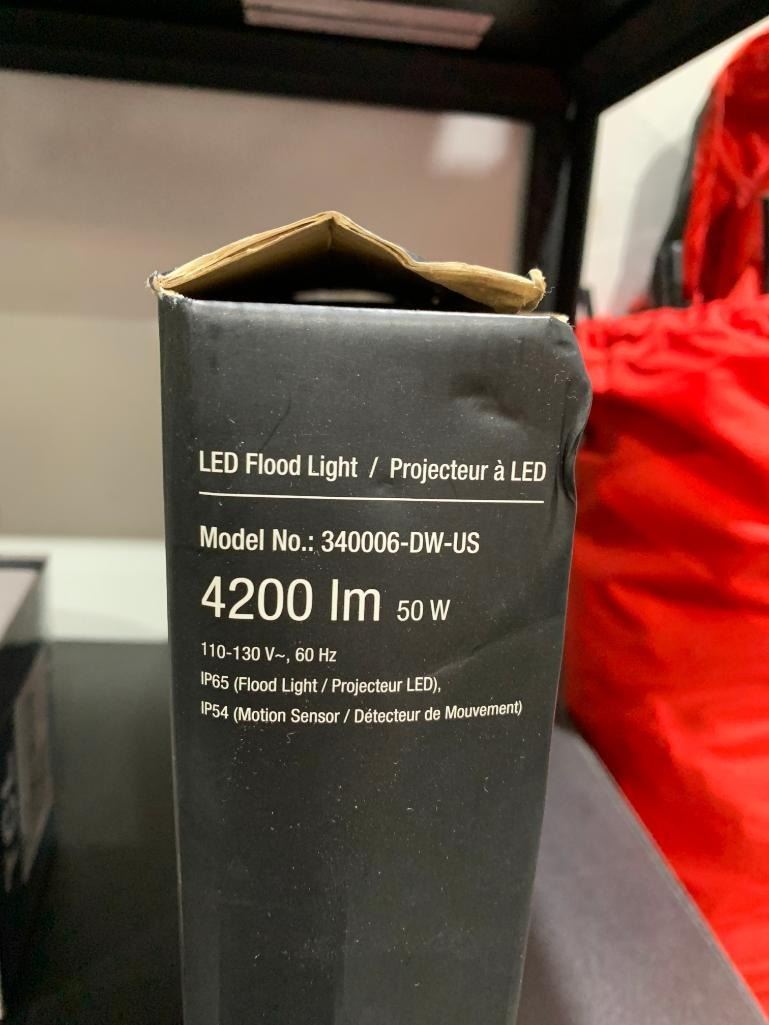 LED Flood Light / Projecteur à LED
Model No.: 340006-DW-US
4200 lm 50 W
110-130 V~, 60 Hz
IP65 (Flood Light / Projecteur LED),
IP54 (Motion Sensor / Détecteur de Mouvement)